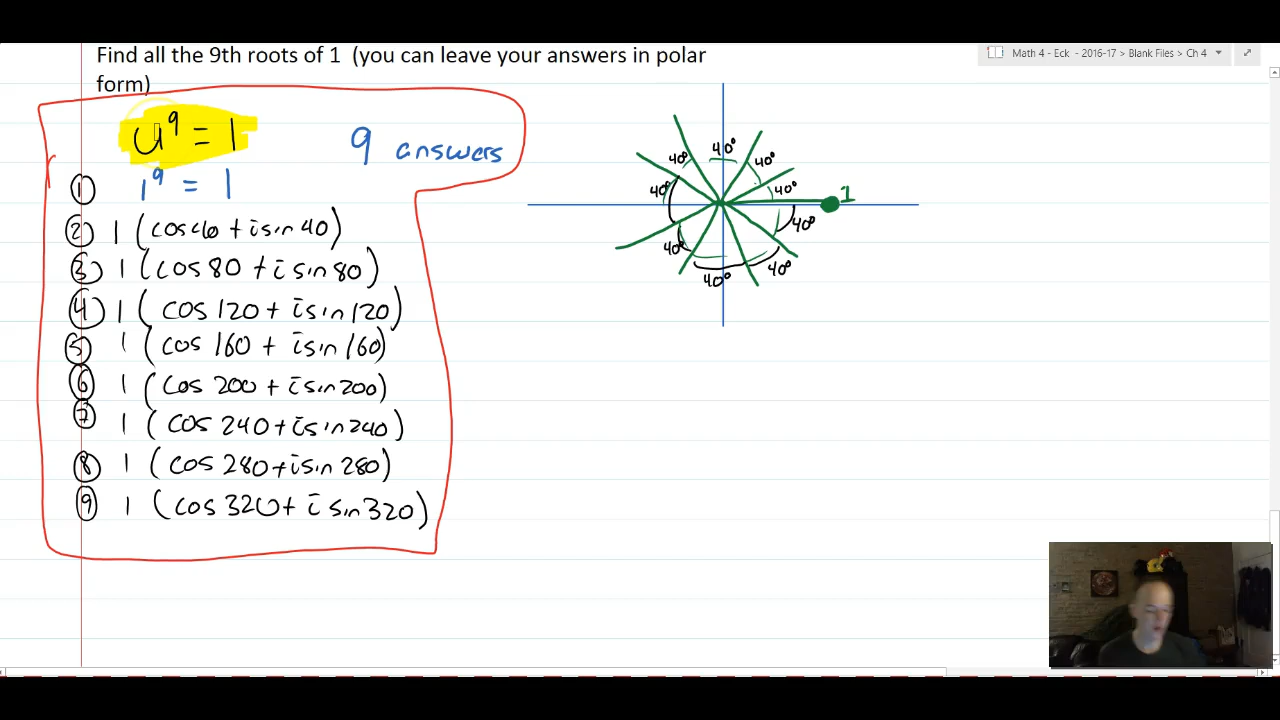 Find all the 9th roots of 1 (you can leave your answers in polar
form)
Math 4 - Eck - 2016-17 > Blank Files > Ch 4
u⁹ = 1
9 answers
① 1⁹ = 1
② 1 (cos 40 + i sin 40)
③ 1 (cos 80 + i sin 80)
④ 1 (cos 120 + i sin 120)
⑤ 1 (cos 160 + i sin 160)
⑥ 1 (cos 200 + i sin 200)
⑦ 1 (cos 240 + i sin 240)
⑧ 1 (cos 280 + i sin 280)
⑨ 1 (cos 320 + i sin 320)
40°
40°
40°
40°
40°
1
40°
40°
40°
40°